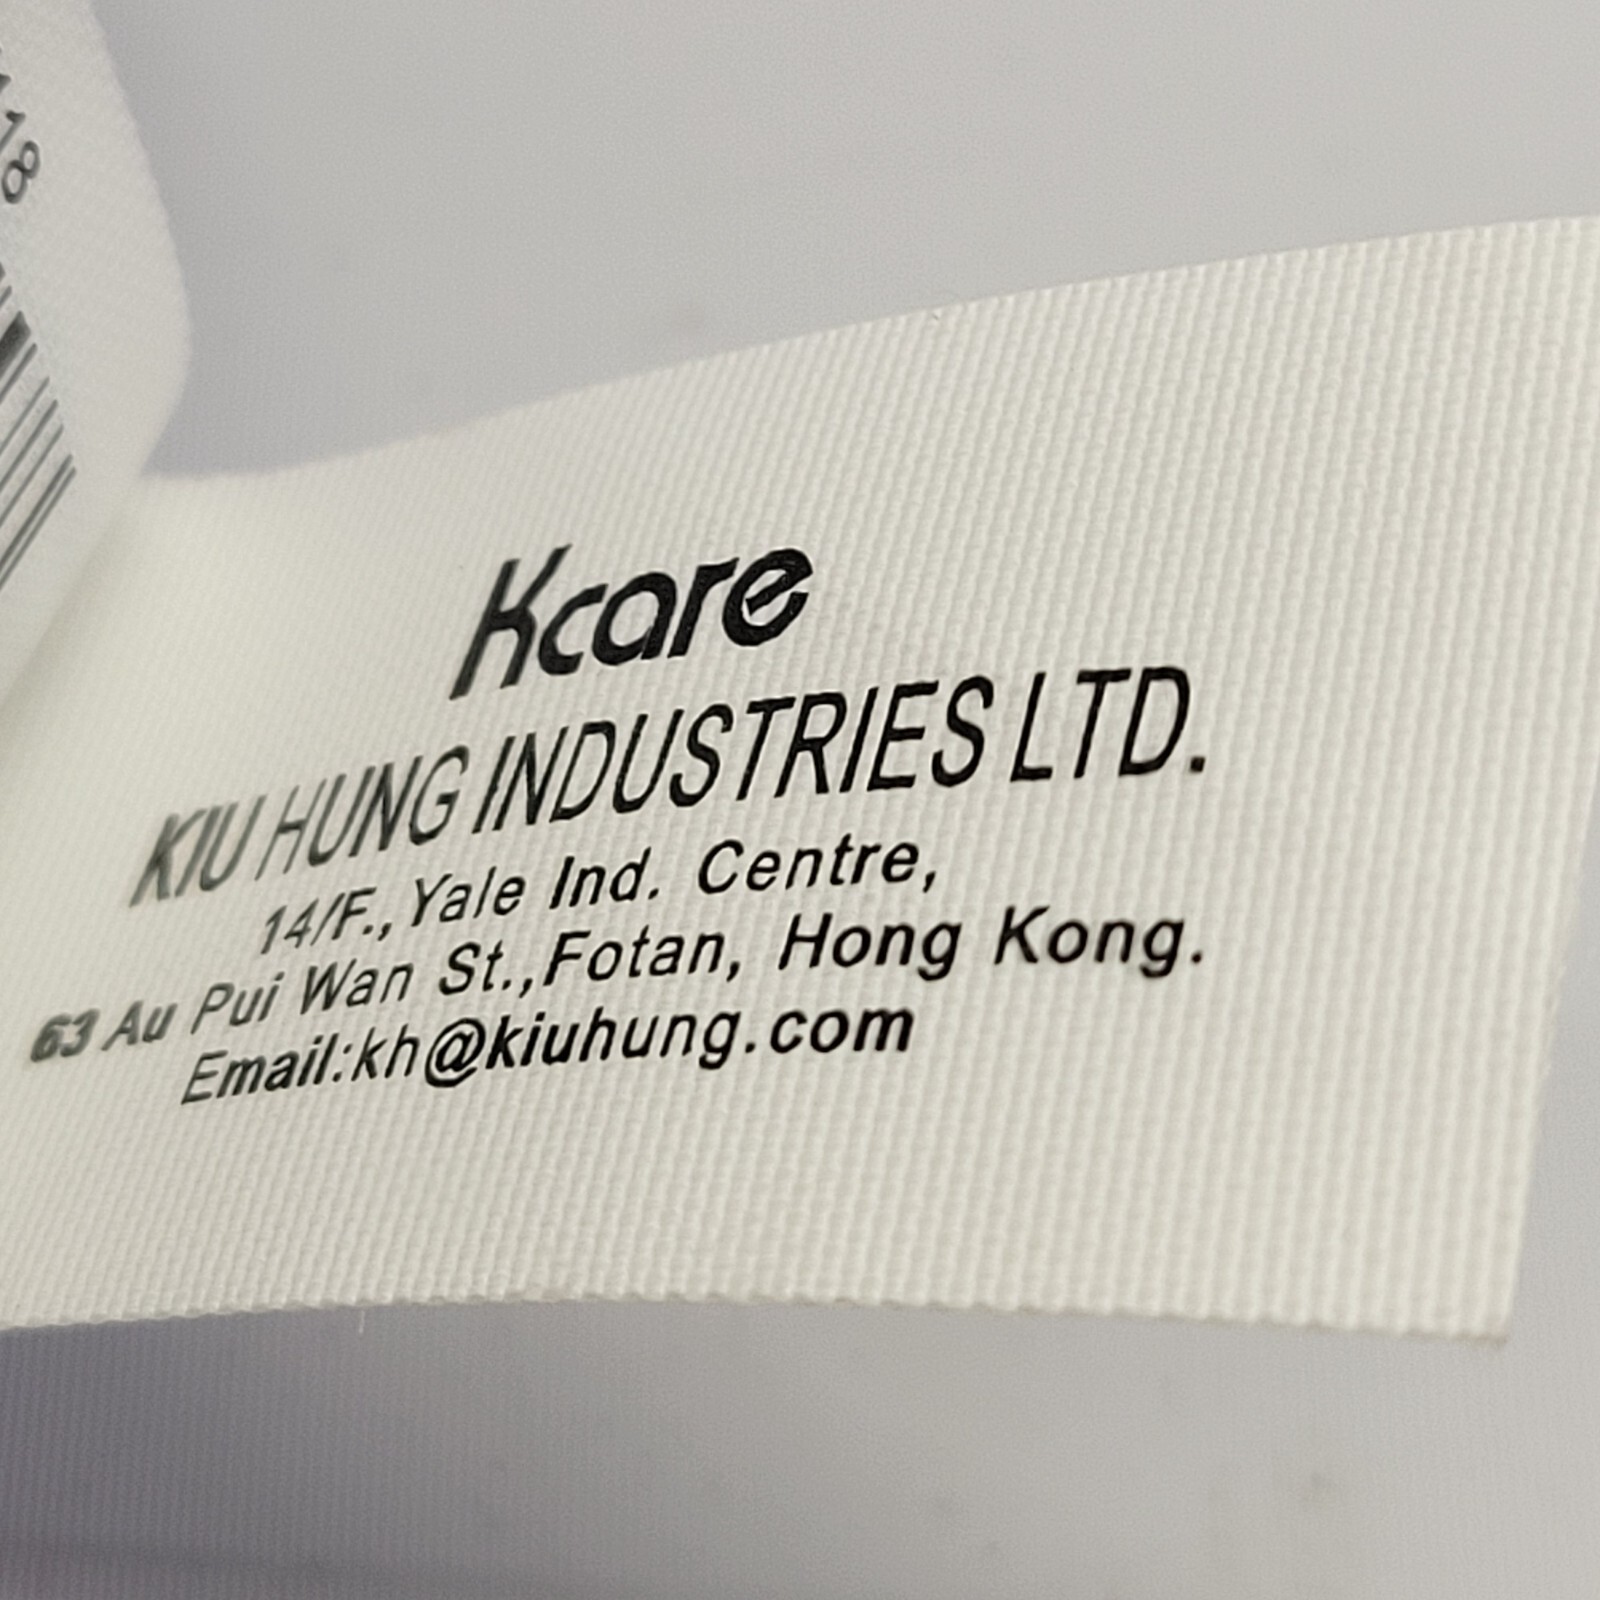 18
Kcare
KIU HUNG INDUSTRIES LTD.
14/F.,Yale Ind. Centre,
63 Au Pui Wan St.,Fotan, Hong Kong.
Email:kh@kiuhung.com